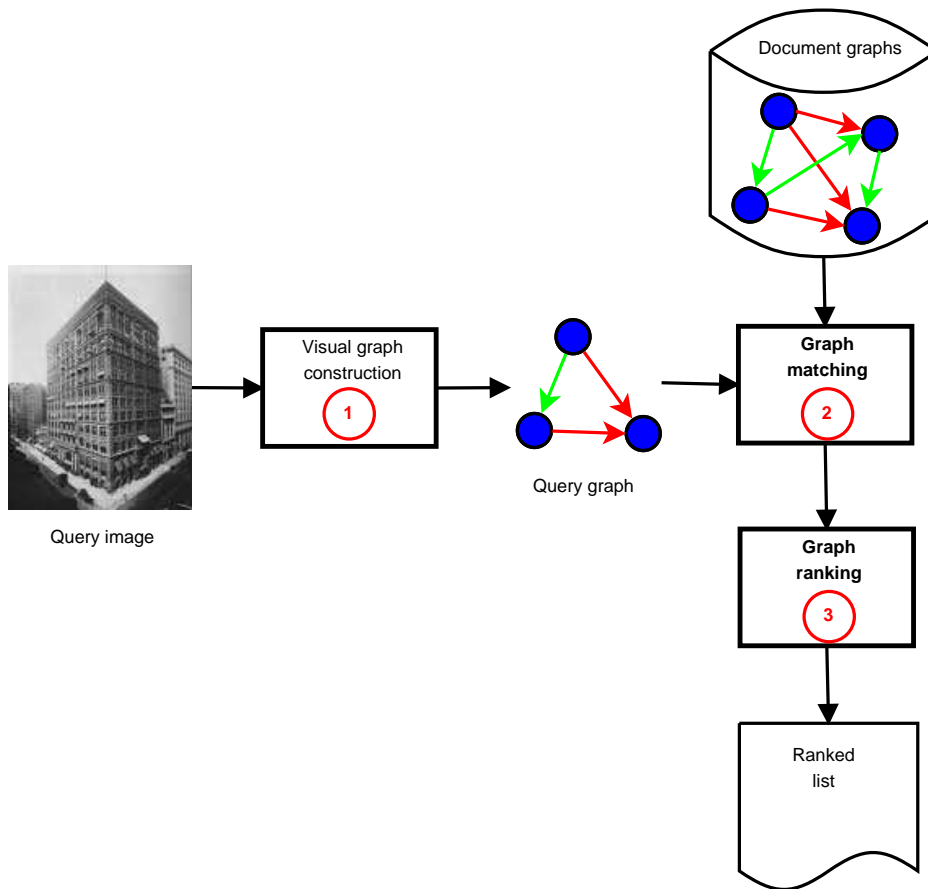 Document graphs
Visual graph
construction
1
Graph
matching
2
Query graph
Query image
Graph
ranking
3
Ranked
list